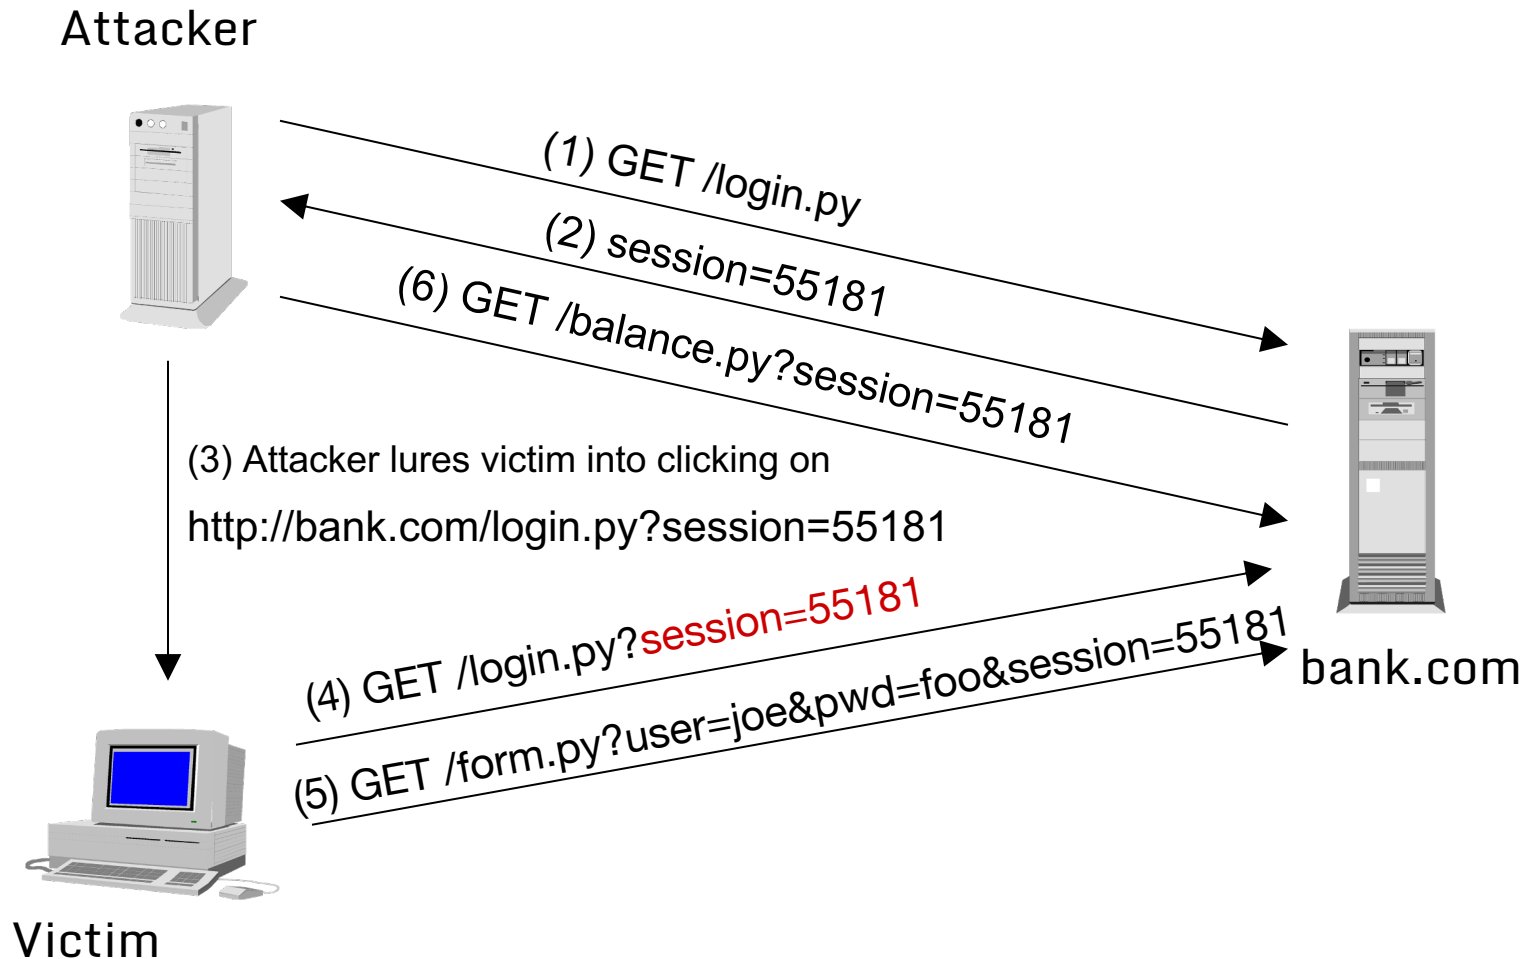 Attacker
(1) GET /login.py
(2) session=55181
(6) GET /balance.py?session=55181
(3) Attacker lures victim into clicking on
http://bank.com/login.py?session=55181
(4) GET /login.py?session=55181
(5) GET /form.py?user=joe&pwd=foo&session=55181
bank.com
Victim